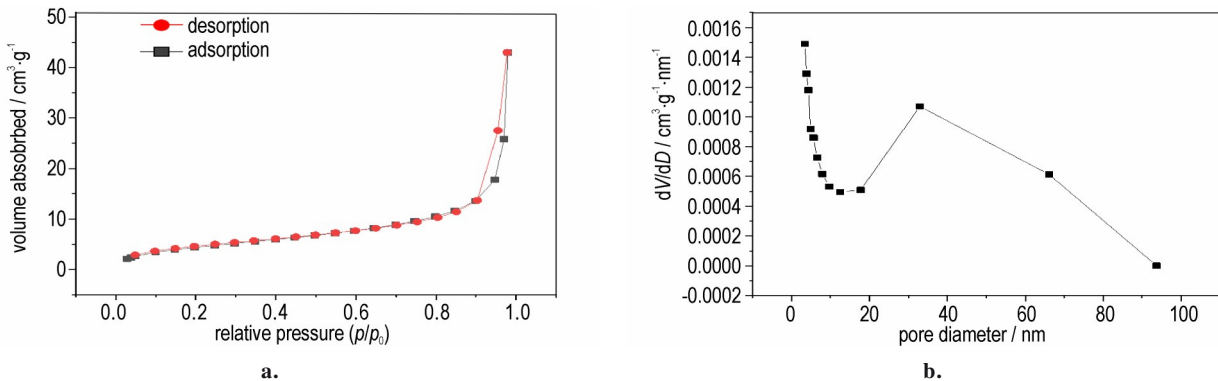 50
40
30
20
10
0
volume absobrbed / cm³·g⁻¹
desorption
adsorption
0.0 0.2 0.4 0.6 0.8 1.0
relative pressure (p/p₀)
a.
0.0016
0.0014
0.0012
0.0010
0.0008
0.0006
0.0004
0.0002
0.0000
-0.0002
dV/dD / cm³·g⁻¹·nm⁻¹
0 20 40 60 80 100
pore diameter / nm
b.